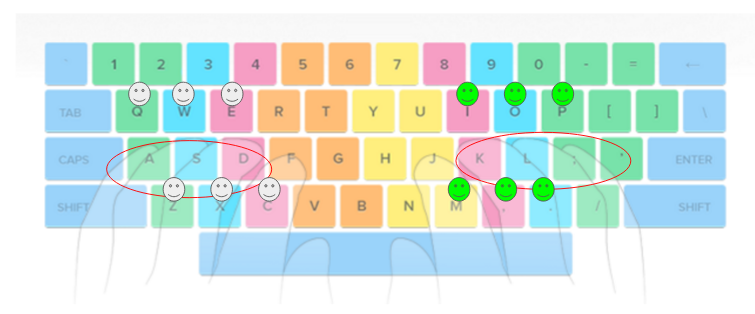 ` 1 2 3 4 5 6 7 8 9 0 - = ←
TAB Q W E R T Y U I O P [ ] \
CAPS A S D F G H J K L ; ' ENTER
SHIFT Z X C V B N M , . / SHIFT